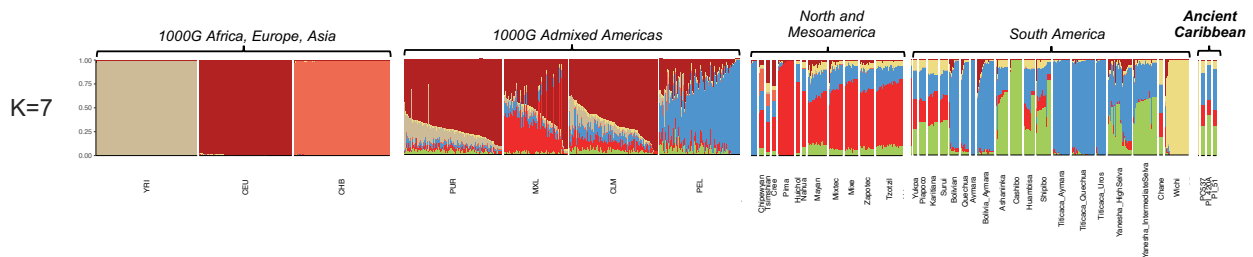 1000G Africa, Europe, Asia
1000G Admixed Americas
North and
Mesoamerica
South America
Ancient
Caribbean
K=7
1.00
0.75
0.50
0.25
0.00
YRI
CEU
CHB
PUR
MXL
CLM
PEL
Chipewyan
Tsimshian
Cree
Pima
Huichol
Nahua
Mayan
Mixtec
Mixe
Zapotec
Tzotzil
Yukpa
Piapoco
Karitiana
Surui
Bolivian
Quechua
Aymara
Bolivia_Aymara
Ashaninka
Cashibo
Huambisa
Shipibo
Titicaca_Aymara
Titicaca_Quechua
Titicaca_Uros
Yanesha_HighSelva
Yanesha_IntermediateSelva
Chane
Wichi
PC537
PI_420A
PI_51